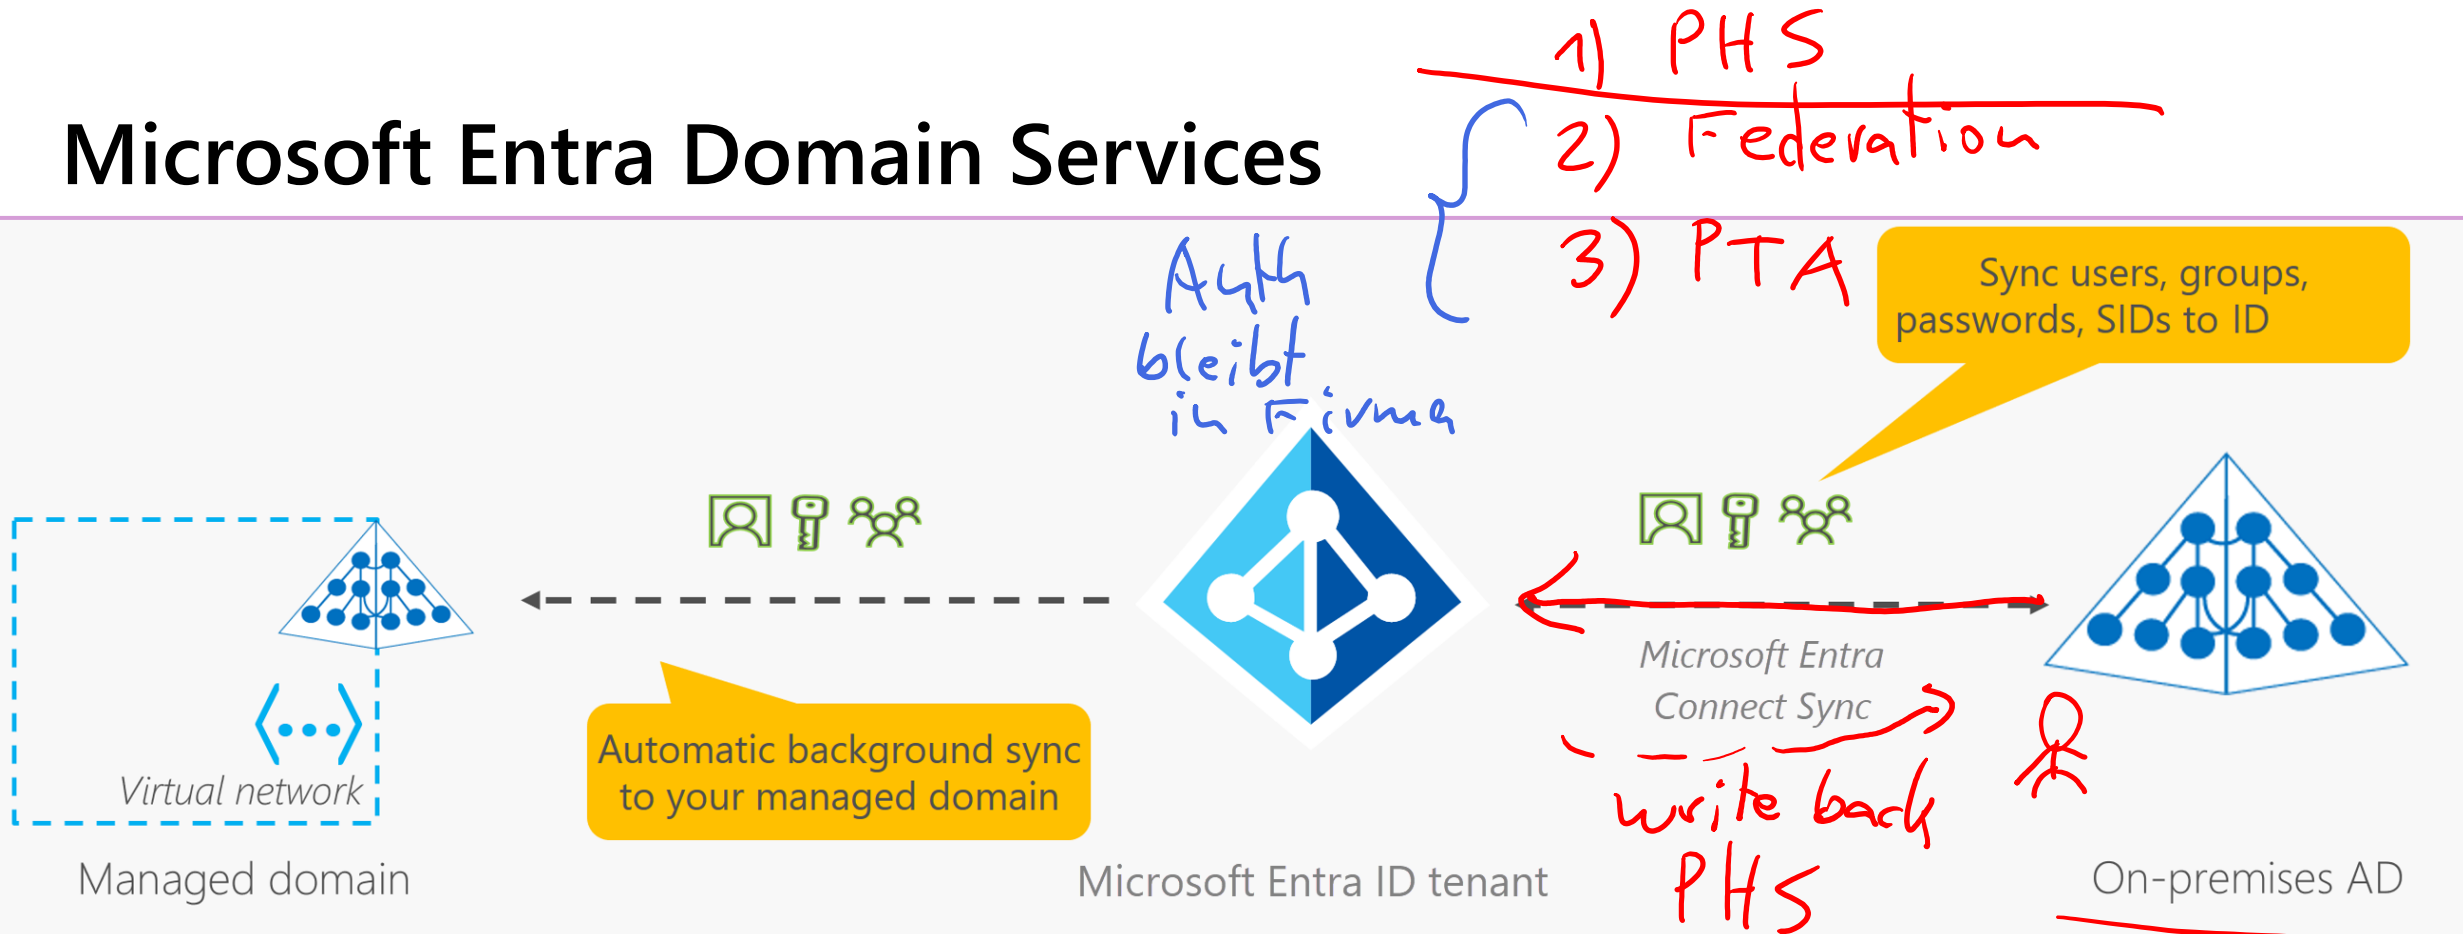 1) PHS
Microsoft Entra Domain Services
2) Federation
3) PTA
Auth
bleibt
in Firma
Sync users, groups,
passwords, SIDs to ID
Microsoft Entra
Connect Sync
write back
PHS
Automatic background sync
to your managed domain
Virtual network
Managed domain
Microsoft Entra ID tenant
On-premises AD